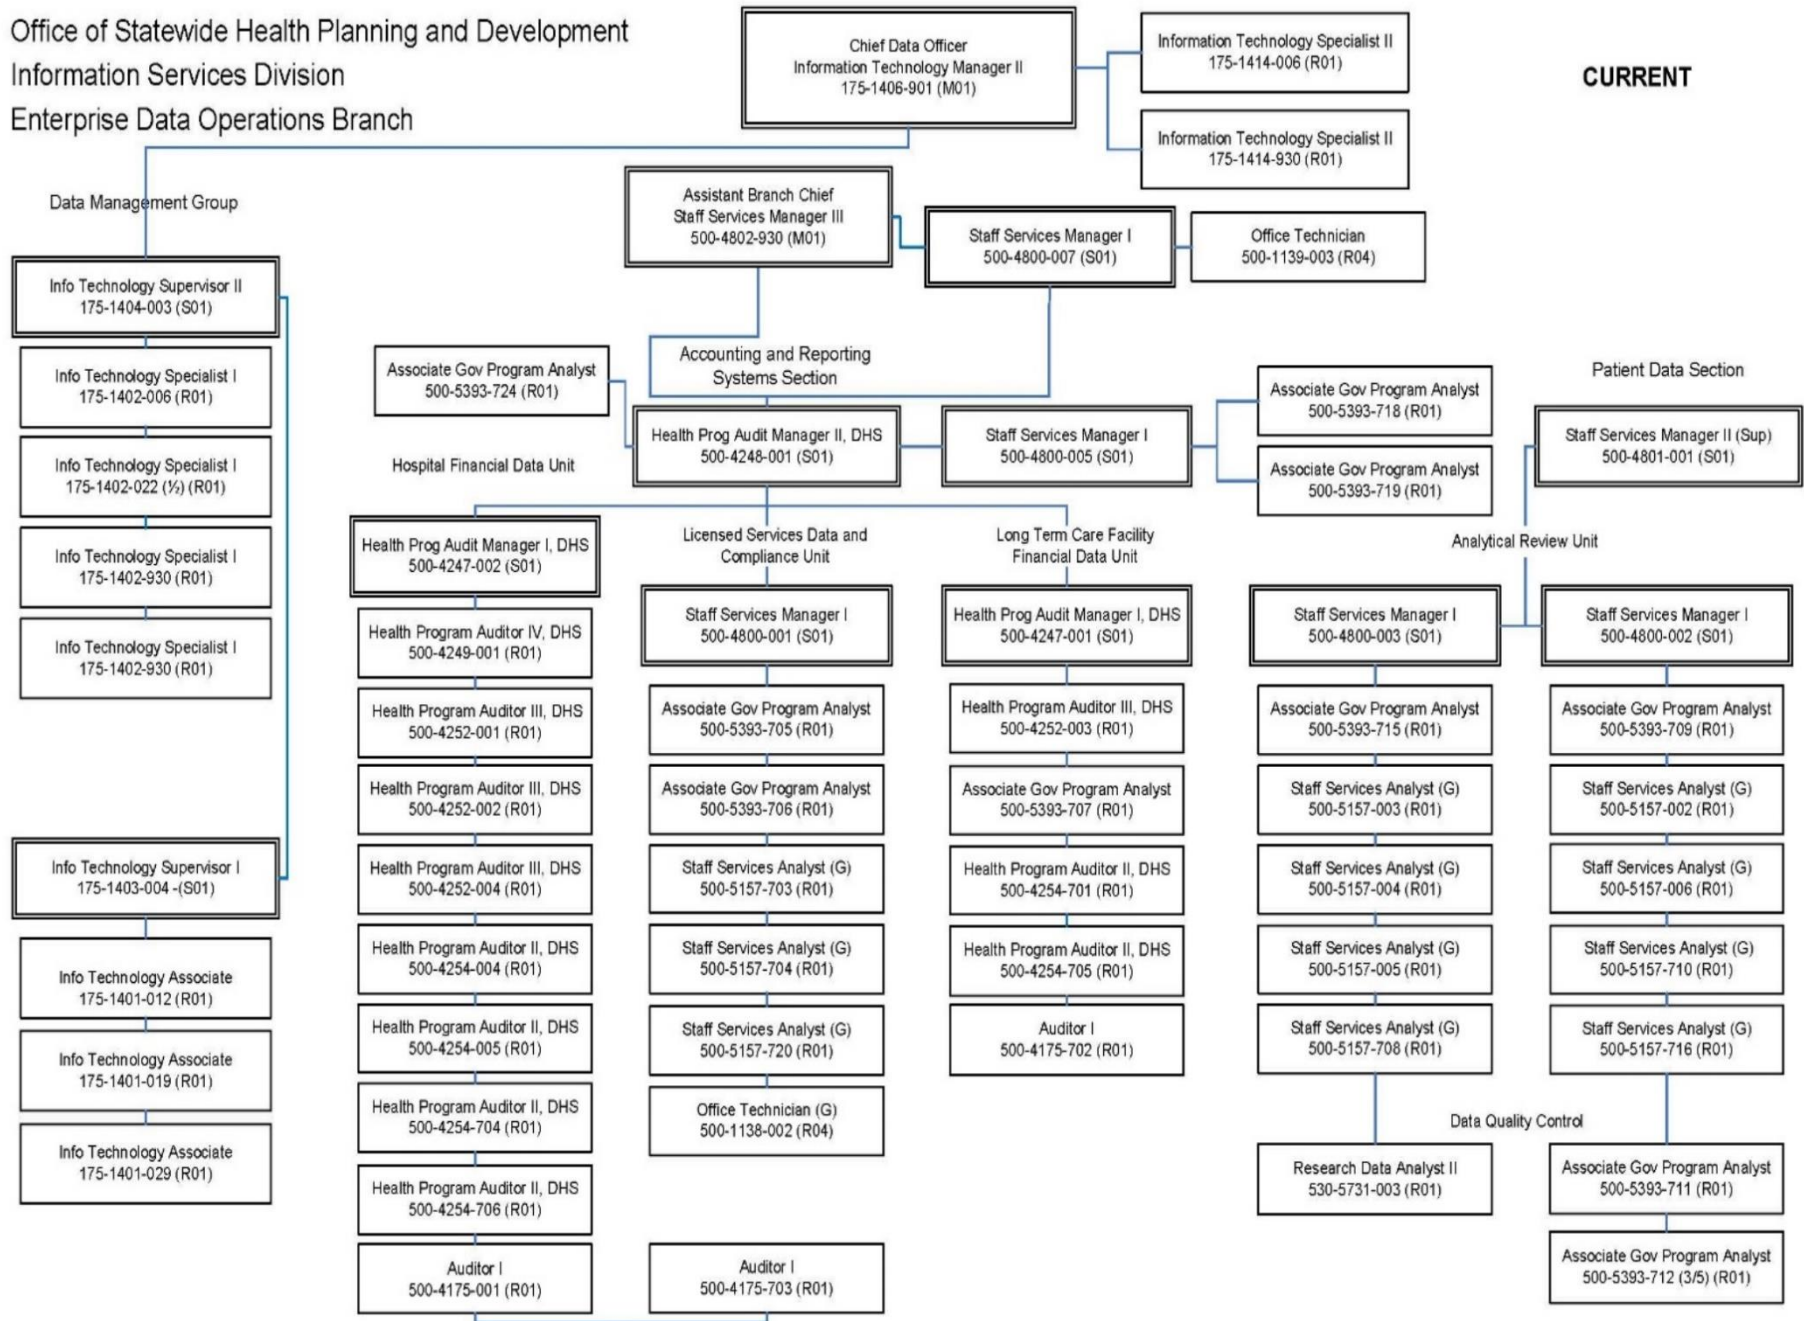 Office of Statewide Health Planning and Development
Information Services Division
Enterprise Data Operations Branch
CURRENT
Chief Data Officer
Information Technology Manager II
175-1406-901 (M01)
Information Technology Specialist II
175-1414-006 (R01)
Information Technology Specialist II
175-1414-930 (R01)
Assistant Branch Chief
Staff Services Manager III
500-4802-930 (M01)
Staff Services Manager I
500-4800-007 (S01)
Office Technician
500-1139-003 (R04)
Data Management Group
Info Technology Supervisor II
175-1404-003 (S01)
Info Technology Specialist I
175-1402-006 (R01)
Info Technology Specialist I
175-1402-022 (½) (R01)
Info Technology Specialist I
175-1402-930 (R01)
Info Technology Specialist I
175-1402-930 (R01)
Info Technology Supervisor I
175-1403-004 -(S01)
Info Technology Associate
175-1401-012 (R01)
Info Technology Associate
175-1401-019 (R01)
Info Technology Associate
175-1401-029 (R01)
Accounting and Reporting
Systems Section
Associate Gov Program Analyst
500-5393-724 (R01)
Health Prog Audit Manager II, DHS
500-4248-001 (S01)
Staff Services Manager I
500-4800-005 (S01)
Associate Gov Program Analyst
500-5393-718 (R01)
Associate Gov Program Analyst
500-5393-719 (R01)
Hospital Financial Data Unit
Health Prog Audit Manager I, DHS
500-4247-002 (S01)
Health Program Auditor IV, DHS
500-4249-001 (R01)
Health Program Auditor III, DHS
500-4252-001 (R01)
Health Program Auditor III, DHS
500-4252-002 (R01)
Health Program Auditor III, DHS
500-4252-004 (R01)
Health Program Auditor II, DHS
500-4254-004 (R01)
Health Program Auditor II, DHS
500-4254-005 (R01)
Health Program Auditor II, DHS
500-4254-704 (R01)
Health Program Auditor II, DHS
500-4254-706 (R01)
Auditor I
500-4175-001 (R01)
Auditor I
500-4175-703 (R01)
Licensed Services Data and
Compliance Unit
Staff Services Manager I
500-4800-001 (S01)
Associate Gov Program Analyst
500-5393-705 (R01)
Associate Gov Program Analyst
500-5393-706 (R01)
Staff Services Analyst (G)
500-5157-703 (R01)
Staff Services Analyst (G)
500-5157-704 (R01)
Staff Services Analyst (G)
500-5157-720 (R01)
Office Technician (G)
500-1138-002 (R04)
Long Term Care Facility
Financial Data Unit
Health Prog Audit Manager I, DHS
500-4247-001 (S01)
Health Program Auditor III, DHS
500-4252-003 (R01)
Associate Gov Program Analyst
500-5393-707 (R01)
Health Program Auditor II, DHS
500-4254-701 (R01)
Health Program Auditor II, DHS
500-4254-705 (R01)
Auditor I
500-4175-702 (R01)
Patient Data Section
Staff Services Manager II (Sup)
500-4801-001 (S01)
Analytical Review Unit
Staff Services Manager I
500-4800-003 (S01)
Associate Gov Program Analyst
500-5393-715 (R01)
Staff Services Analyst (G)
500-5157-003 (R01)
Staff Services Analyst (G)
500-5157-004 (R01)
Staff Services Analyst (G)
500-5157-005 (R01)
Staff Services Analyst (G)
500-5157-708 (R01)
Staff Services Manager I
500-4800-002 (S01)
Associate Gov Program Analyst
500-5393-709 (R01)
Staff Services Analyst (G)
500-5157-002 (R01)
Staff Services Analyst (G)
500-5157-006 (R01)
Staff Services Analyst (G)
500-5157-710 (R01)
Staff Services Analyst (G)
500-5157-716 (R01)
Data Quality Control
Research Data Analyst II
530-5731-003 (R01)
Associate Gov Program Analyst
500-5393-711 (R01)
Associate Gov Program Analyst
500-5393-712 (3/5) (R01)